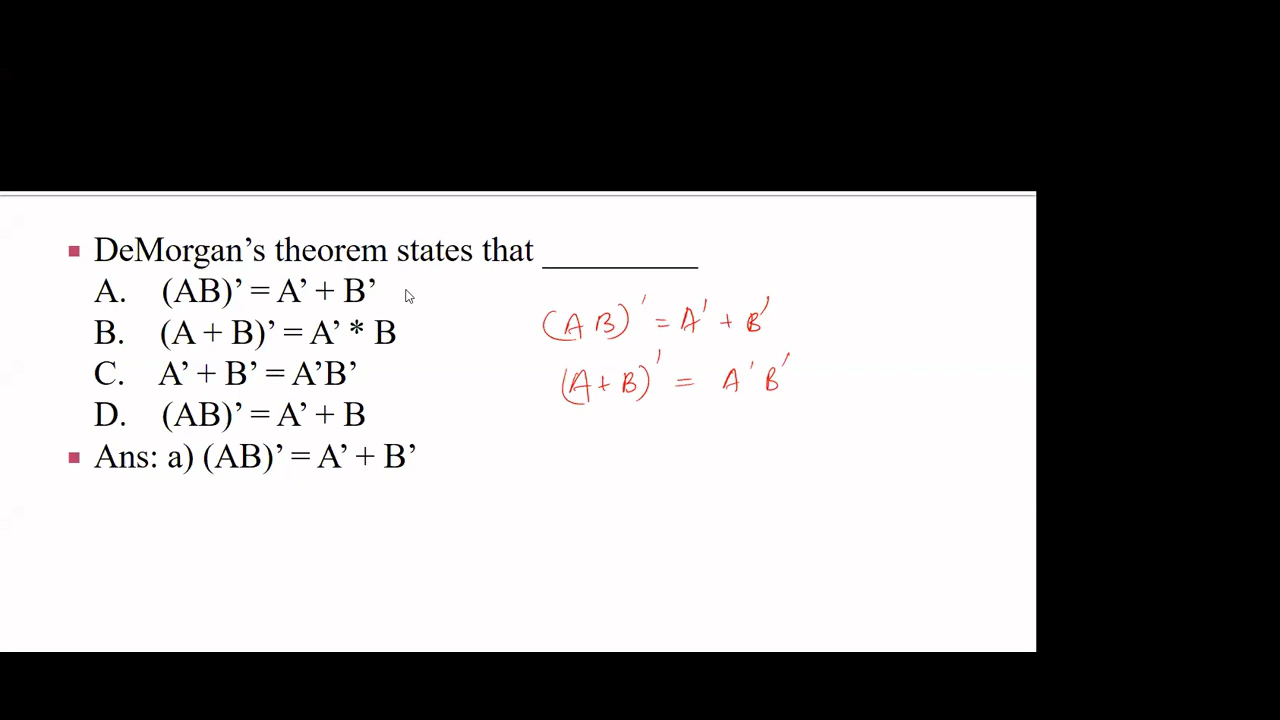 DeMorgan’s theorem states that __________
A. (AB)’ = A’ + B’
B. (A + B)’ = A’ * B
C. A’ + B’ = A’B’
D. (AB)’ = A’ + B
Ans: a) (AB)’ = A’ + B’
(AB)' = A' + B'
(A+B)' = A'B'